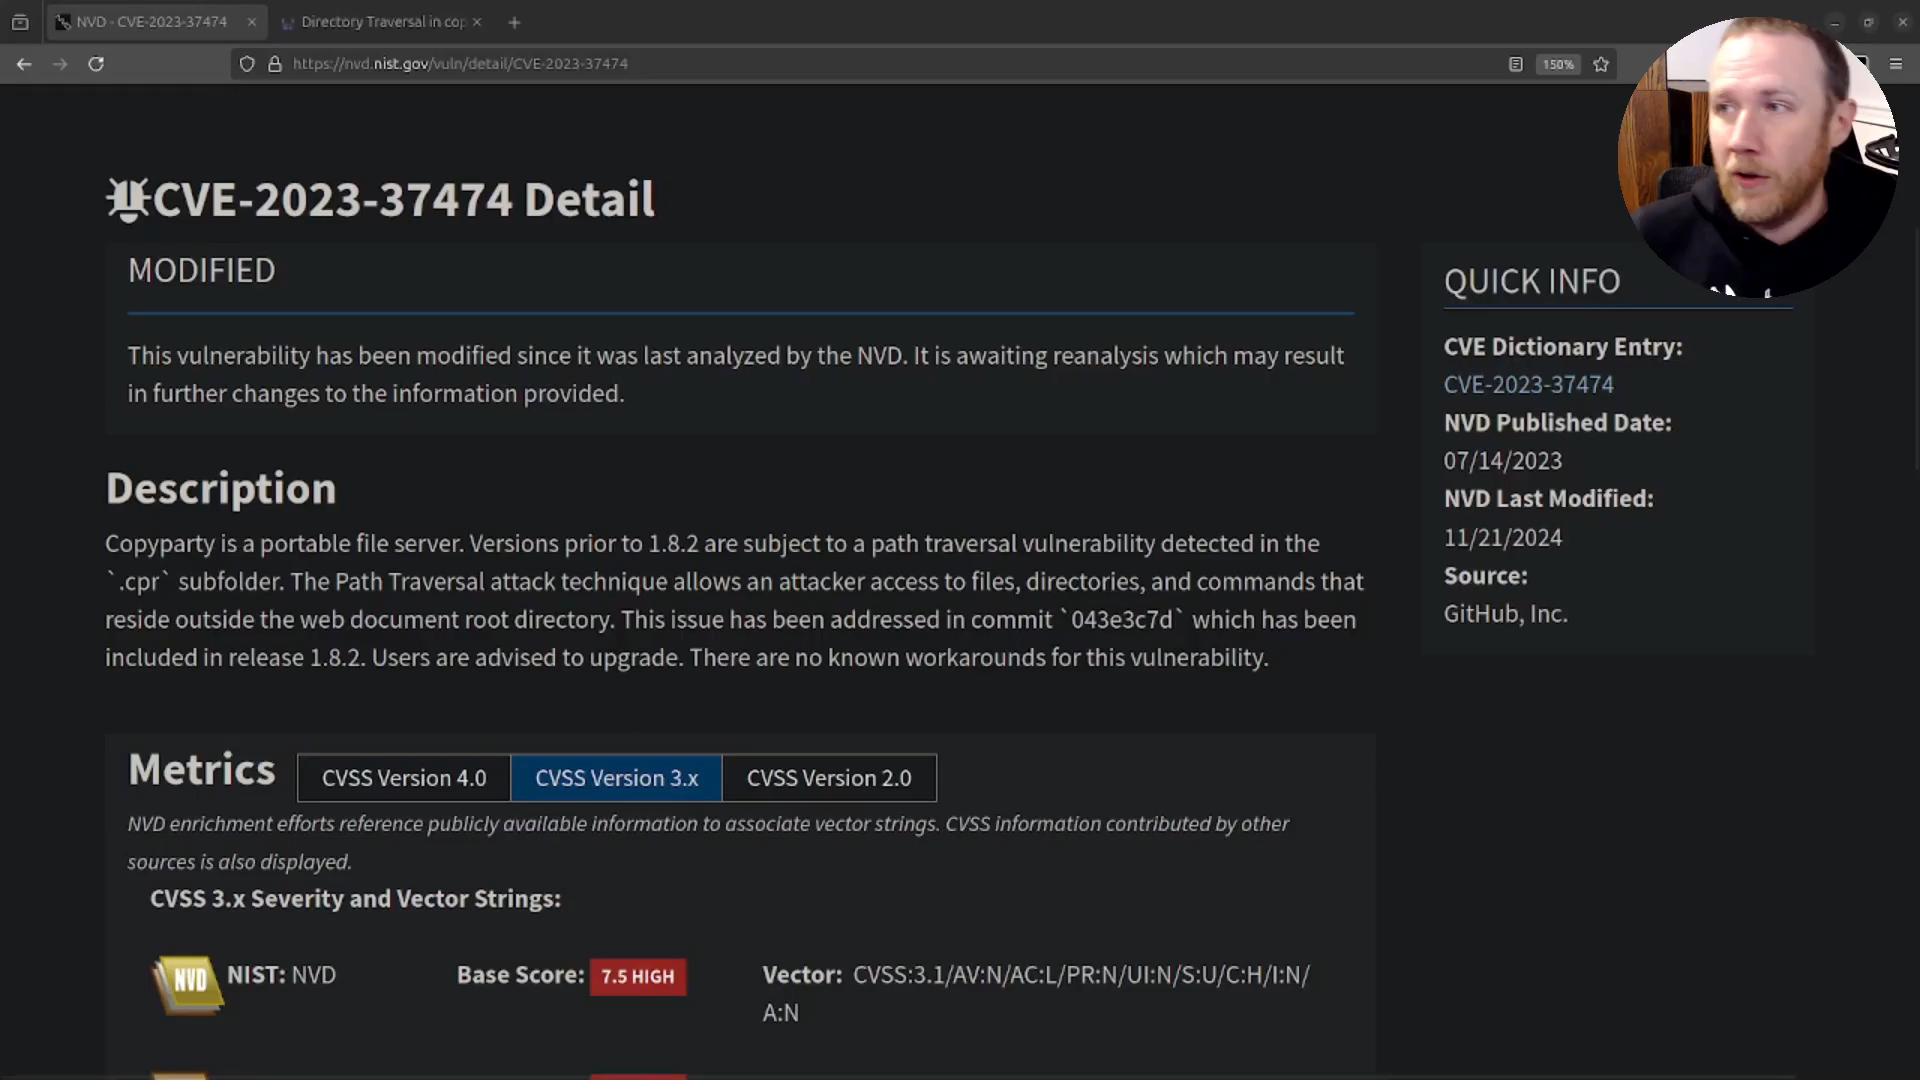 NVD - CVE-2023-37474
Directory Traversal in cop
https://nvd.nist.gov/vuln/detail/CVE-2023-37474
150%
CVE-2023-37474 Detail
MODIFIED
This vulnerability has been modified since it was last analyzed by the NVD. It is awaiting reanalysis which may result
in further changes to the information provided.
QUICK INFO
CVE Dictionary Entry:
CVE-2023-37474
NVD Published Date:
07/14/2023
NVD Last Modified:
11/21/2024
Source:
GitHub, Inc.
Description
Copyparty is a portable file server. Versions prior to 1.8.2 are subject to a path traversal vulnerability detected in the
`.cpr` subfolder. The Path Traversal attack technique allows an attacker access to files, directories, and commands that
reside outside the web document root directory. This issue has been addressed in commit `043e3c7d` which has been
included in release 1.8.2. Users are advised to upgrade. There are no known workarounds for this vulnerability.
Metrics
CVSS Version 4.0
CVSS Version 3.x
CVSS Version 2.0
NVD enrichment efforts reference publicly available information to associate vector strings. CVSS information contributed by other
sources is also displayed.
CVSS 3.x Severity and Vector Strings:
NVD
NIST: NVD
Base Score: 7.5 HIGH
Vector: CVSS:3.1/AV:N/AC:L/PR:N/UI:N/S:U/C:H/I:N/
A:N